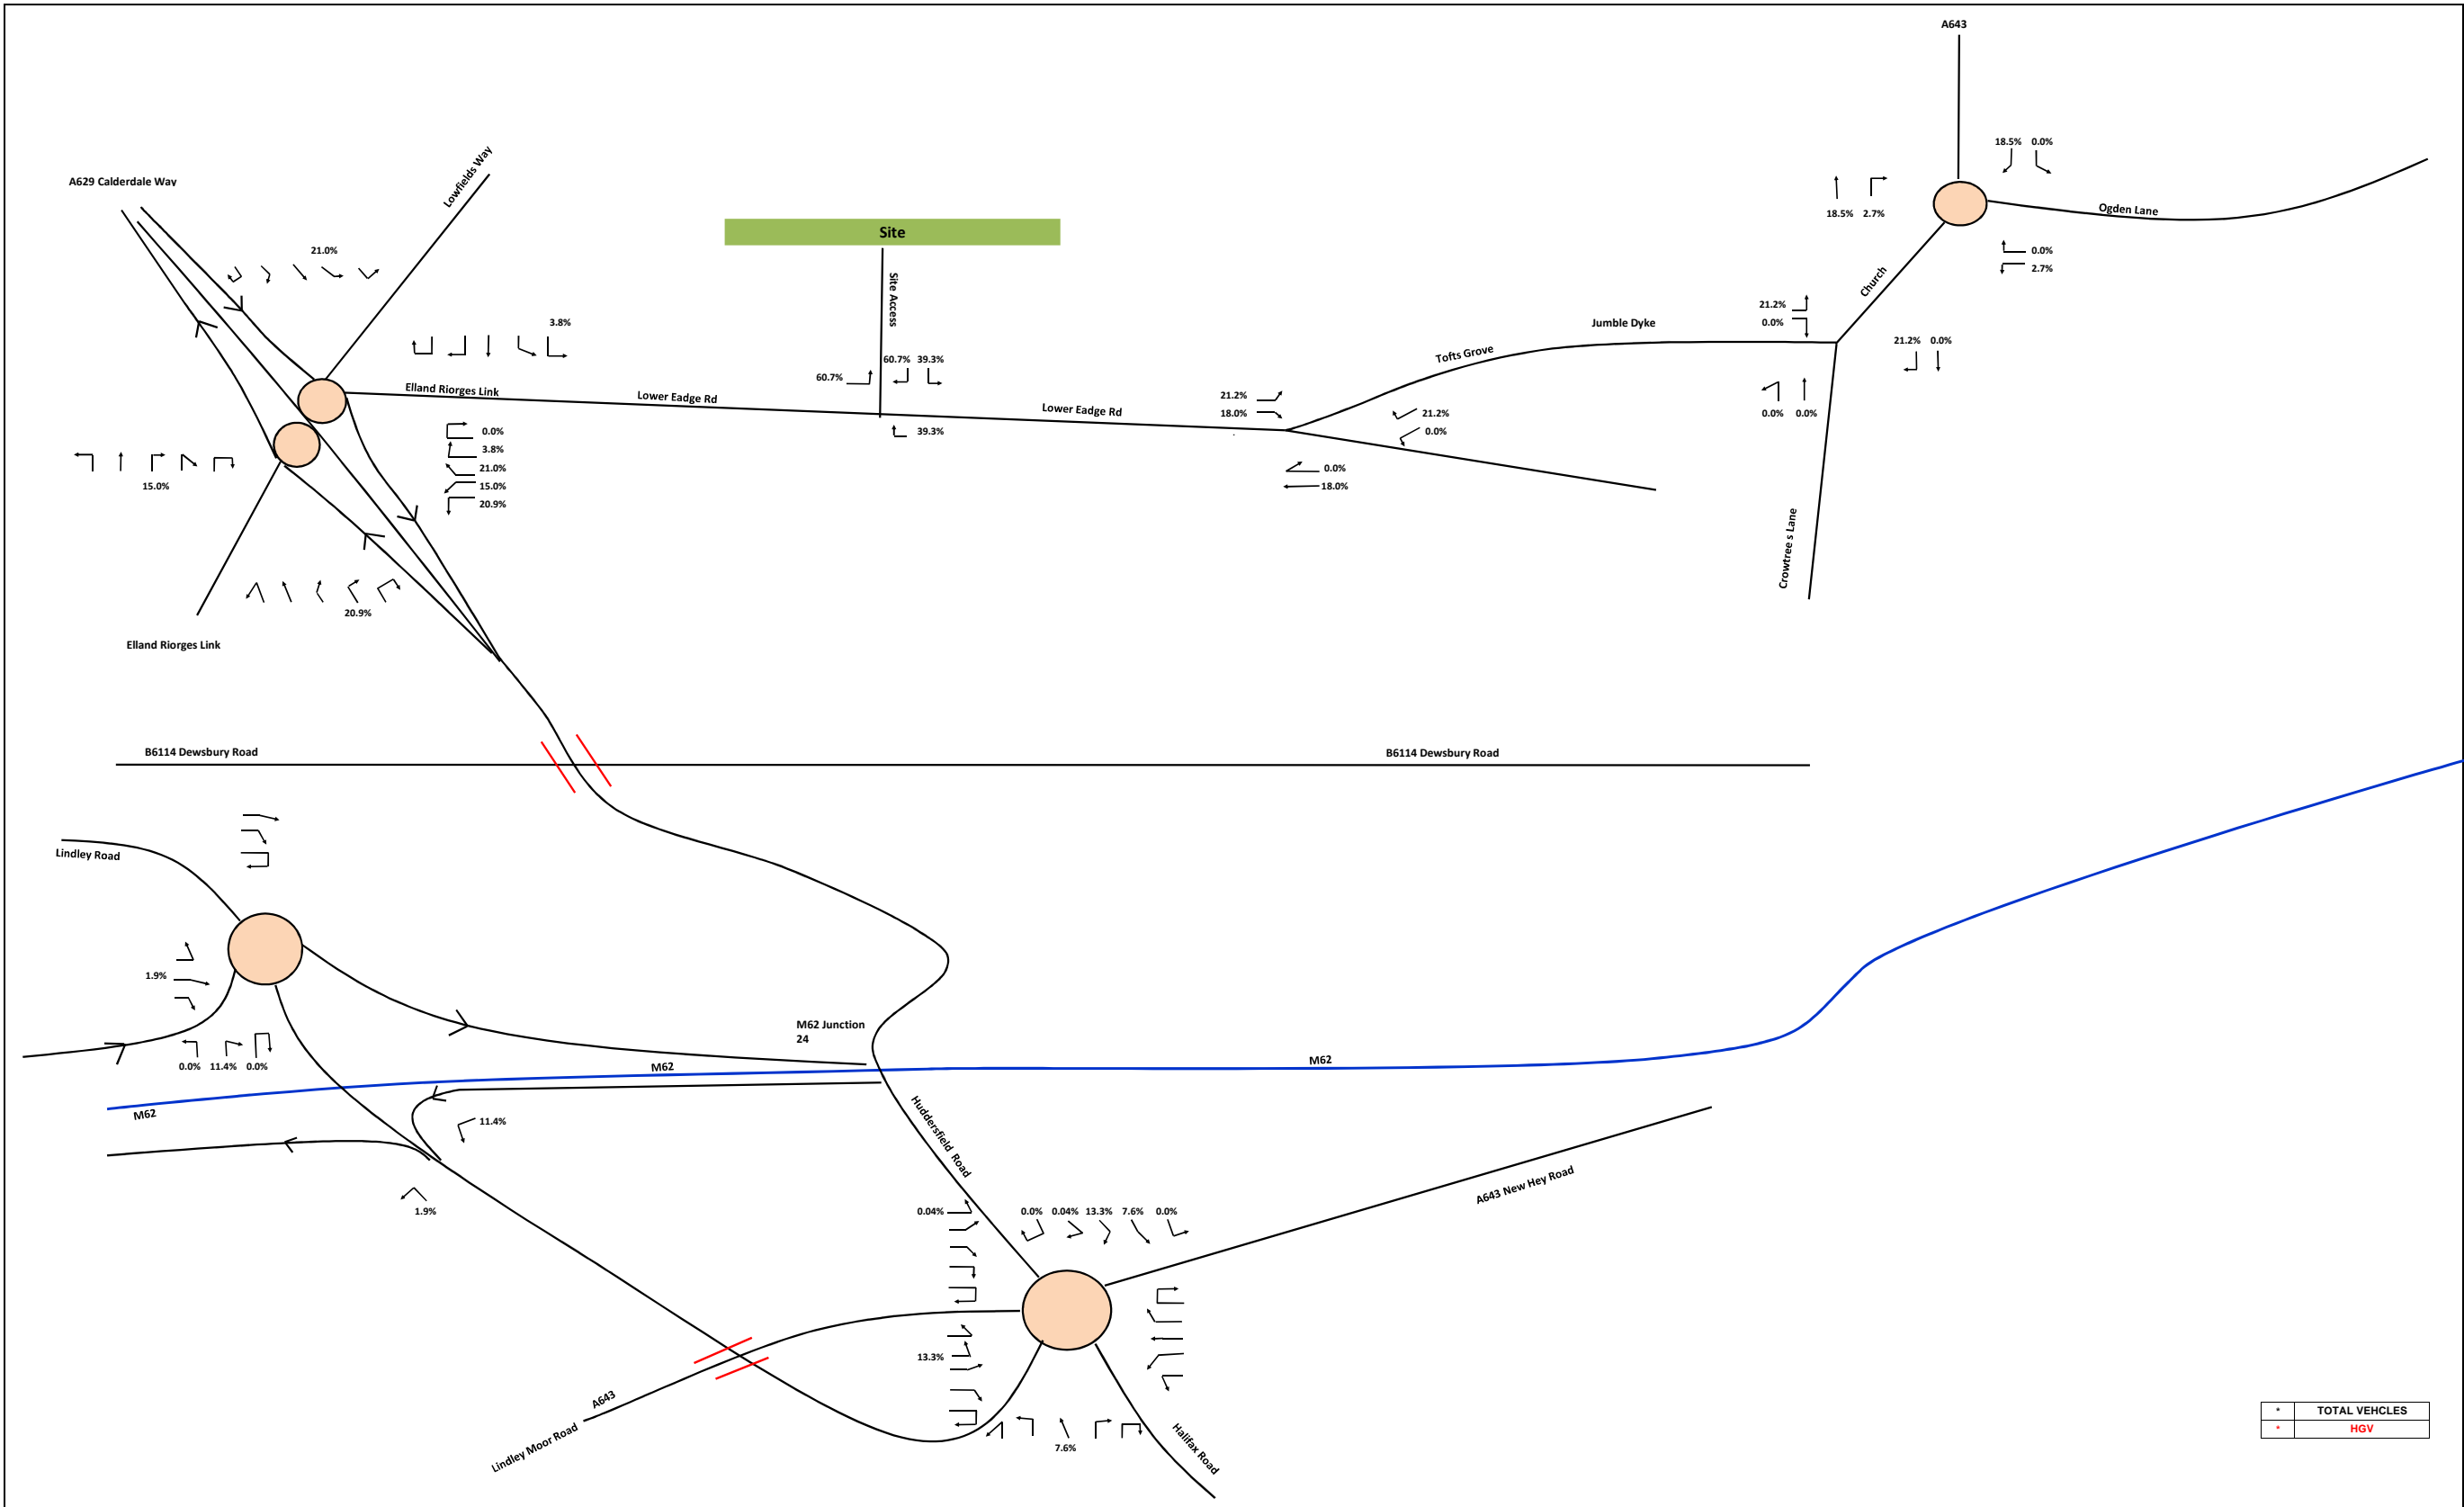 A643
18.5% 0.0%
A629 Calderdale Way
Lowfields Way
18.5% 2.7%
Ogden Lane
Site
21.0%
0.0%
2.7%
Site Access
Church
21.2%
0.0%
3.8%
Jumble Dyke
Tofts Grove
21.2% 0.0%
60.7% 39.3%
60.7%
Elland Riorges Link
Lower Eadge Rd
Lower Eadge Rd
21.2%
18.0%
21.2%
0.0%
0.0% 0.0%
39.3%
0.0%
3.8%
21.0%
15.0%
20.9%
0.0%
18.0%
15.0%
Crowtree s Lane
20.9%
Elland Riorges Link
B6114 Dewsbury Road
B6114 Dewsbury Road
Lindley Road
1.9%
M62 Junction
24
0.0% 11.4% 0.0%
M62
M62
M62
11.4%
Huddersfield Road
1.9%
A643 New Hey Road
0.04%
0.0% 0.04% 13.3% 7.6% 0.0%
13.3%
A643
Lindley Moor Road
7.6%
Halifax Road
* TOTAL VEHCLES
* HGV